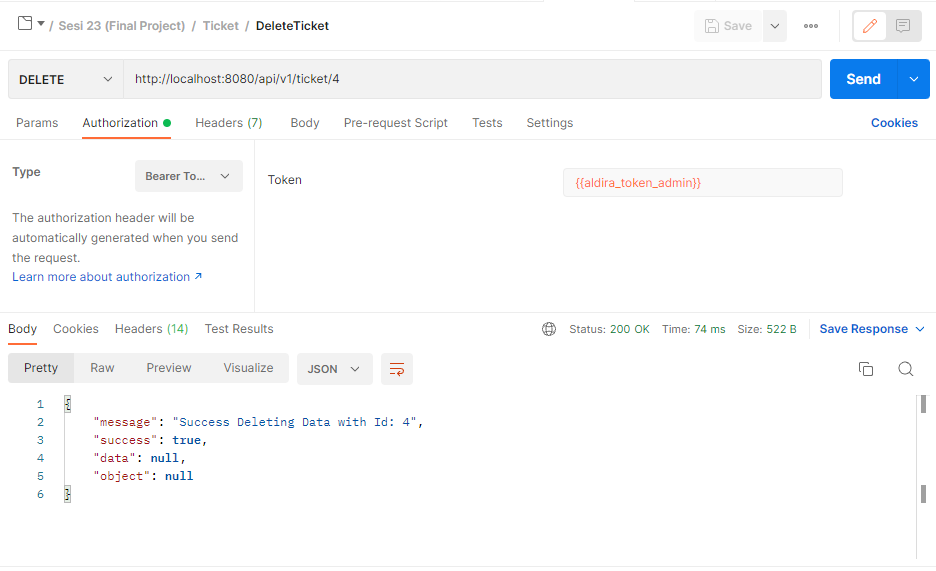 / Sesi 23 (Final Project) / Ticket / DeleteTicket
Save
DELETE
http://localhost:8080/api/v1/ticket/4
Send
Params Authorization Headers (7) Body Pre-request Script Tests Settings Cookies
Type
Bearer To...
Token
{{aldira_token_admin}}
The authorization header will be
automatically generated when you send
the request.
Learn more about authorization ↗
Body Cookies Headers (14) Test Results
Status: 200 OK Time: 74 ms Size: 522 B
Save Response
Pretty Raw Preview Visualize
JSON
1 {
2 "message": "Success Deleting Data with Id: 4",
3 "success": true,
4 "data": null,
5 "object": null
6 }